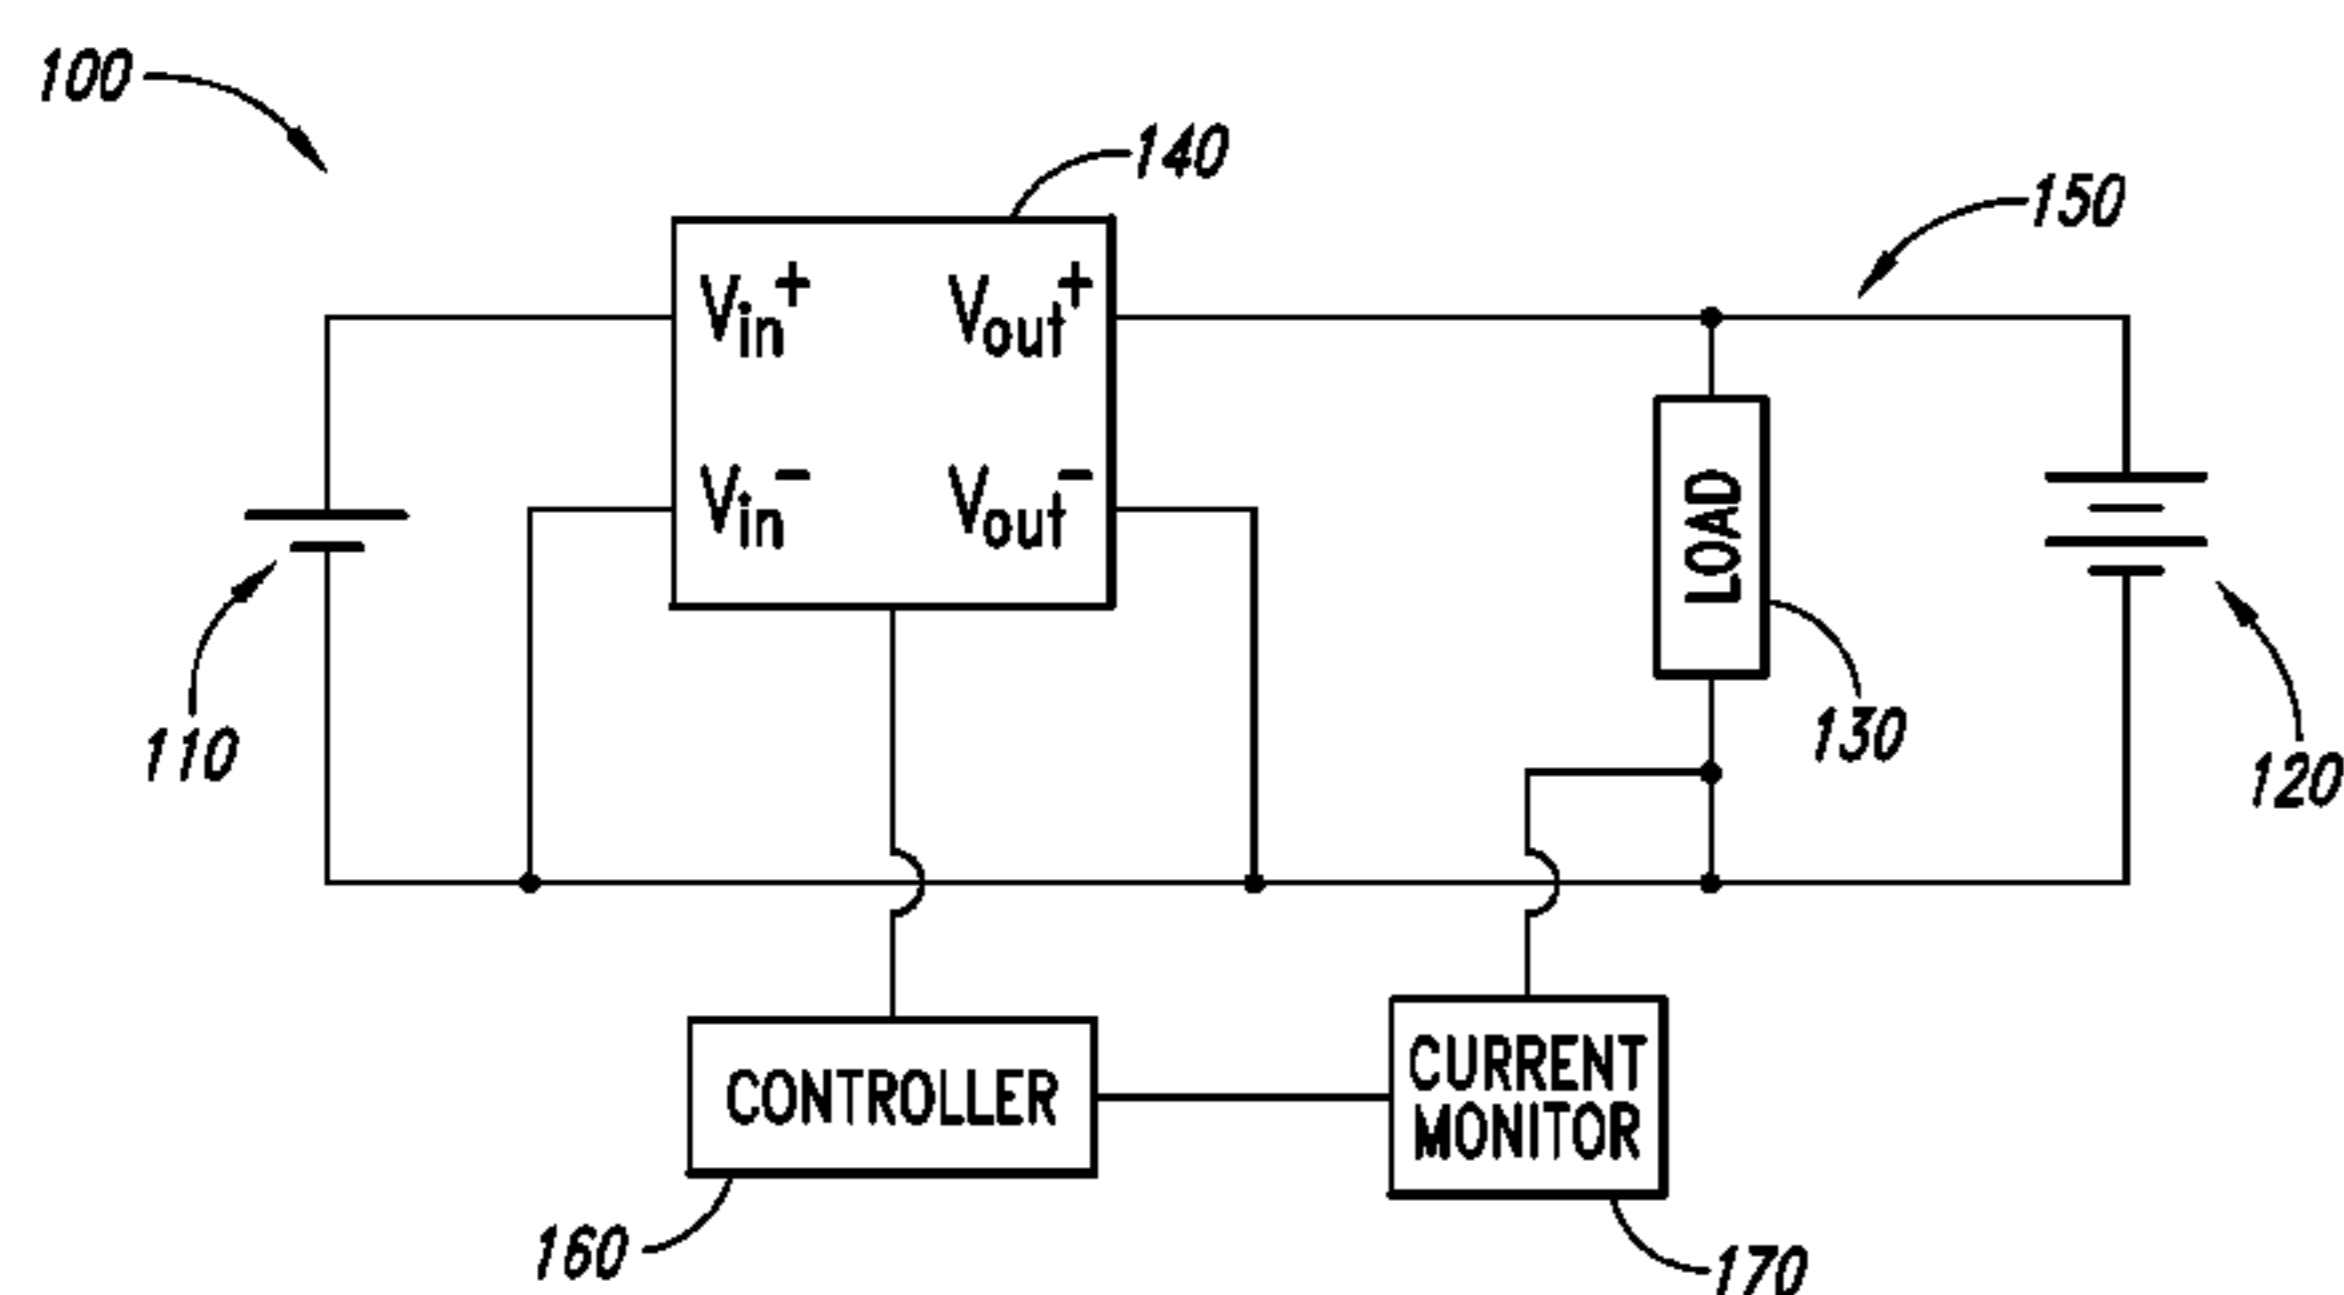 100
140
150
Vin+ Vout+
Vin- Vout-
LOAD
110
130
120
CONTROLLER
CURRENT
MONITOR
160
170